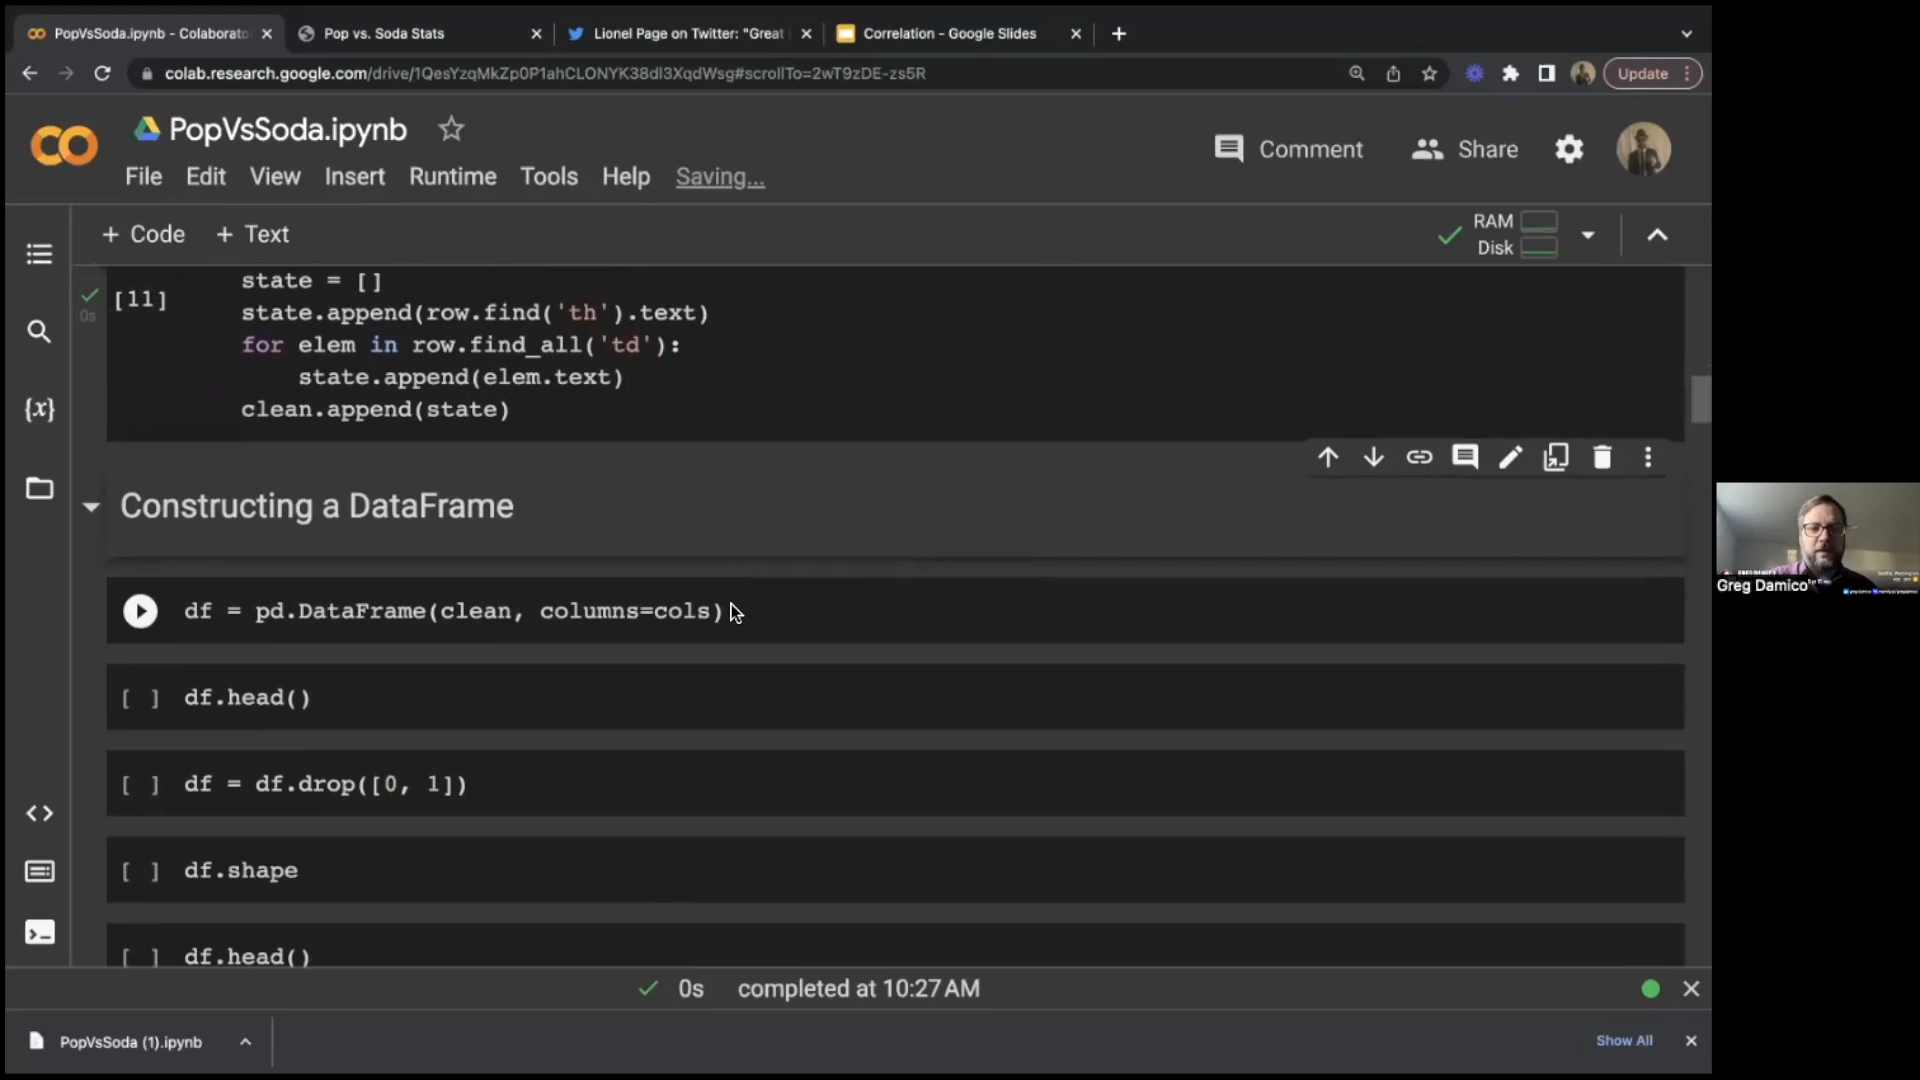 PopVsSoda.ipynb - Colaborato
Pop vs. Soda Stats
Lionel Page on Twitter: "Great
Correlation - Google Slides
colab.research.google.com/drive/1QesYzqMkZp0P1ahCLONYK38dI3XqdWsg#scrollTo=2wT9zDE-zs5R
Update
PopVsSoda.ipynb
Comment
Share
File Edit View Insert Runtime Tools Help Saving...
+ Code + Text
RAM
Disk
[11]
0s
state = []
state.append(row.find('th').text)
for elem in row.find_all('td'):
state.append(elem.text)
clean.append(state)
Constructing a DataFrame
df = pd.DataFrame(clean, columns=cols)
[ ] df.head()
[ ] df = df.drop([0, 1])
[ ] df.shape
[ ] df.head()
0s completed at 10:27 AM
PopVsSoda (1).ipynb
Show All
Greg Damico